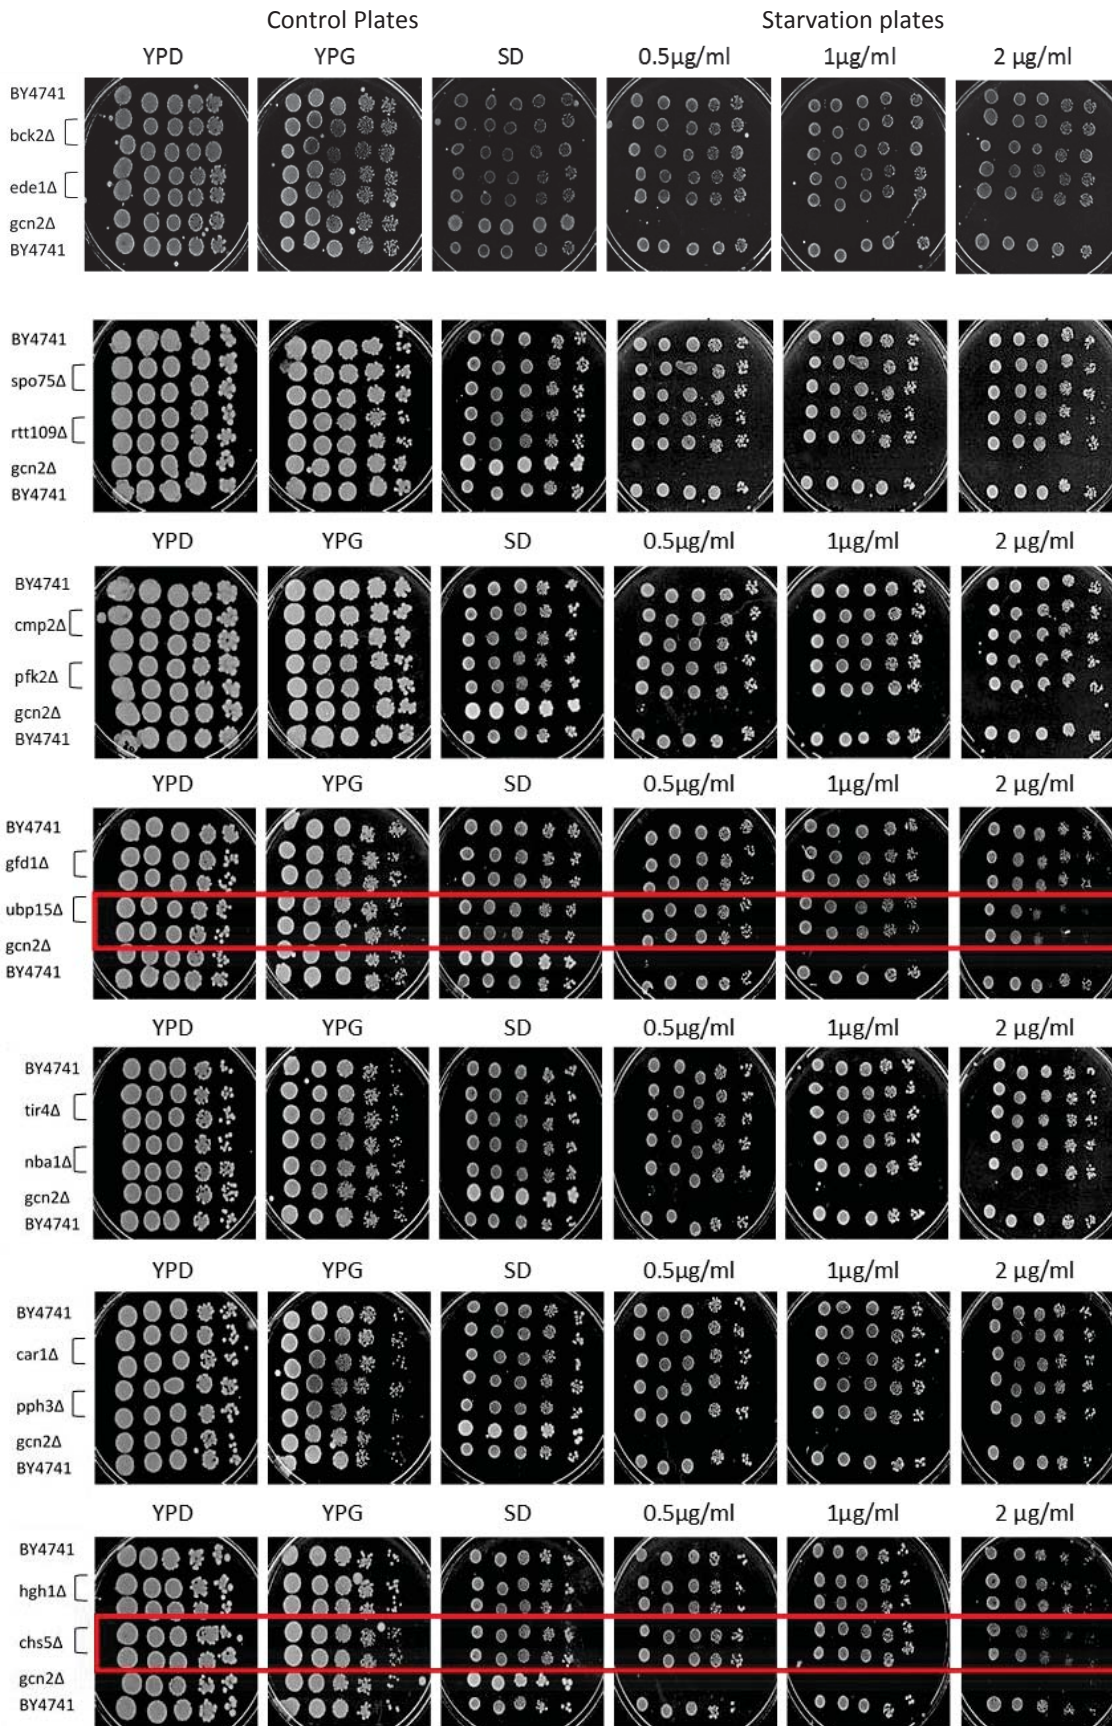 Control Plates Starvation plates
YPD YPG SD 0.5µg/ml 1µg/ml 2 µg/ml
BY4741
bck2Δ
ede1Δ
gcn2Δ
BY4741
BY4741
spo75Δ
rtt109Δ
gcn2Δ
BY4741
YPD YPG SD 0.5µg/ml 1µg/ml 2 µg/ml
BY4741
cmp2Δ
pfk2Δ
gcn2Δ
BY4741
YPD YPG SD 0.5µg/ml 1µg/ml 2 µg/ml
BY4741
gfd1Δ
ubp15Δ
gcn2Δ
BY4741
YPD YPG SD 0.5µg/ml 1µg/ml 2 µg/ml
BY4741
tir4Δ
nba1Δ
gcn2Δ
BY4741
YPD YPG SD 0.5µg/ml 1µg/ml 2 µg/ml
BY4741
car1Δ
pph3Δ
gcn2Δ
BY4741
YPD YPG SD 0.5µg/ml 1µg/ml 2 µg/ml
BY4741
hgh1Δ
chs5Δ
gcn2Δ
BY4741